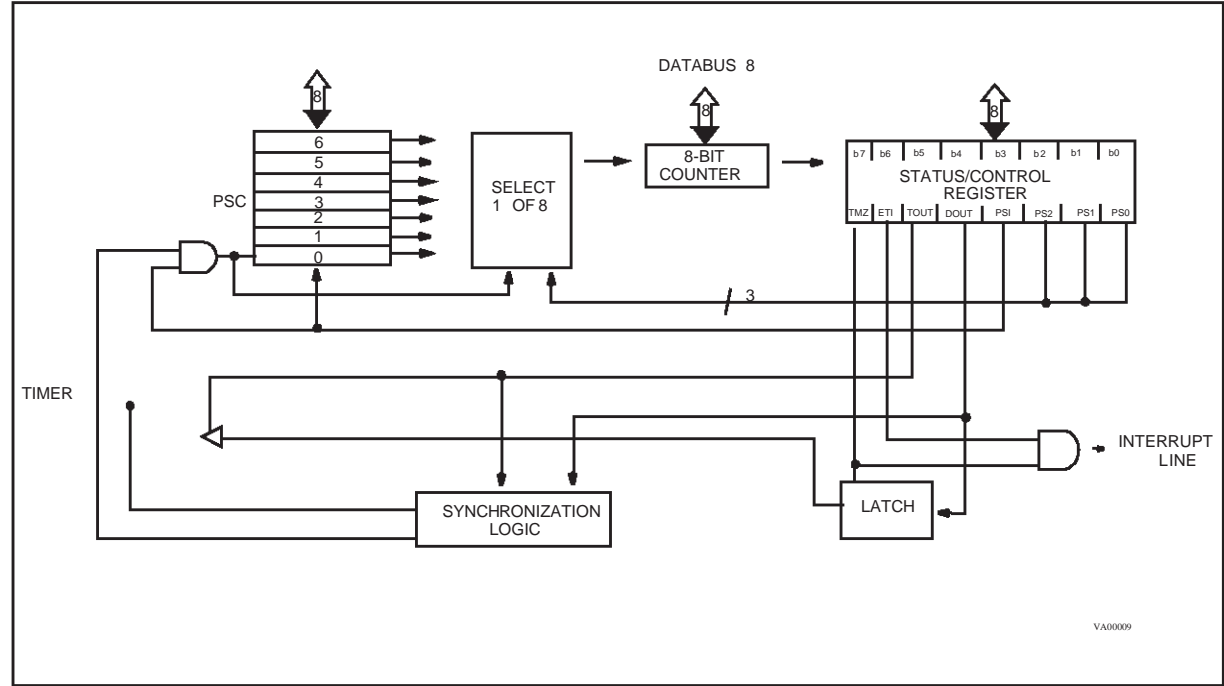 DATABUS 8
8
8
8
6
5
4
3
2
1
0
PSC
SELECT
1 OF 8
8-BIT
COUNTER
b7 b6 b5 b4 b3 b2 b1 b0
STATUS/CONTROL
REGISTER
TMZ ETI TOUT DOUT PSI PS2 PS1 PS0
3
TIMER
SYNCHRONIZATION
LOGIC
LATCH
INTERRUPT
LINE
VA00009